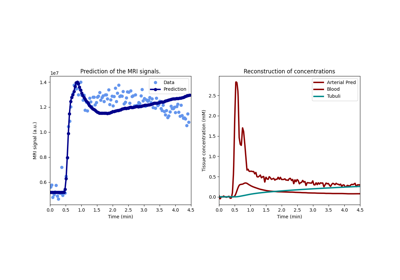 Prediction of the MRI signals.
1e7
Data
Prediction
MRI signal (a.u.)
1.4
1.2
1.0
0.8
0.6
0.0 0.5 1.0 1.5 2.0 2.5 3.0 3.5 4.0 4.5
Time (min)
Reconstruction of concentrations
Arterial Pred.
Blood
Tubuli
Tissue concentration (mM)
2.5
2.0
1.5
1.0
0.5
0.0
0.0 0.5 1.0 1.5 2.0 2.5 3.0 3.5 4.0 4.5
Time (min)